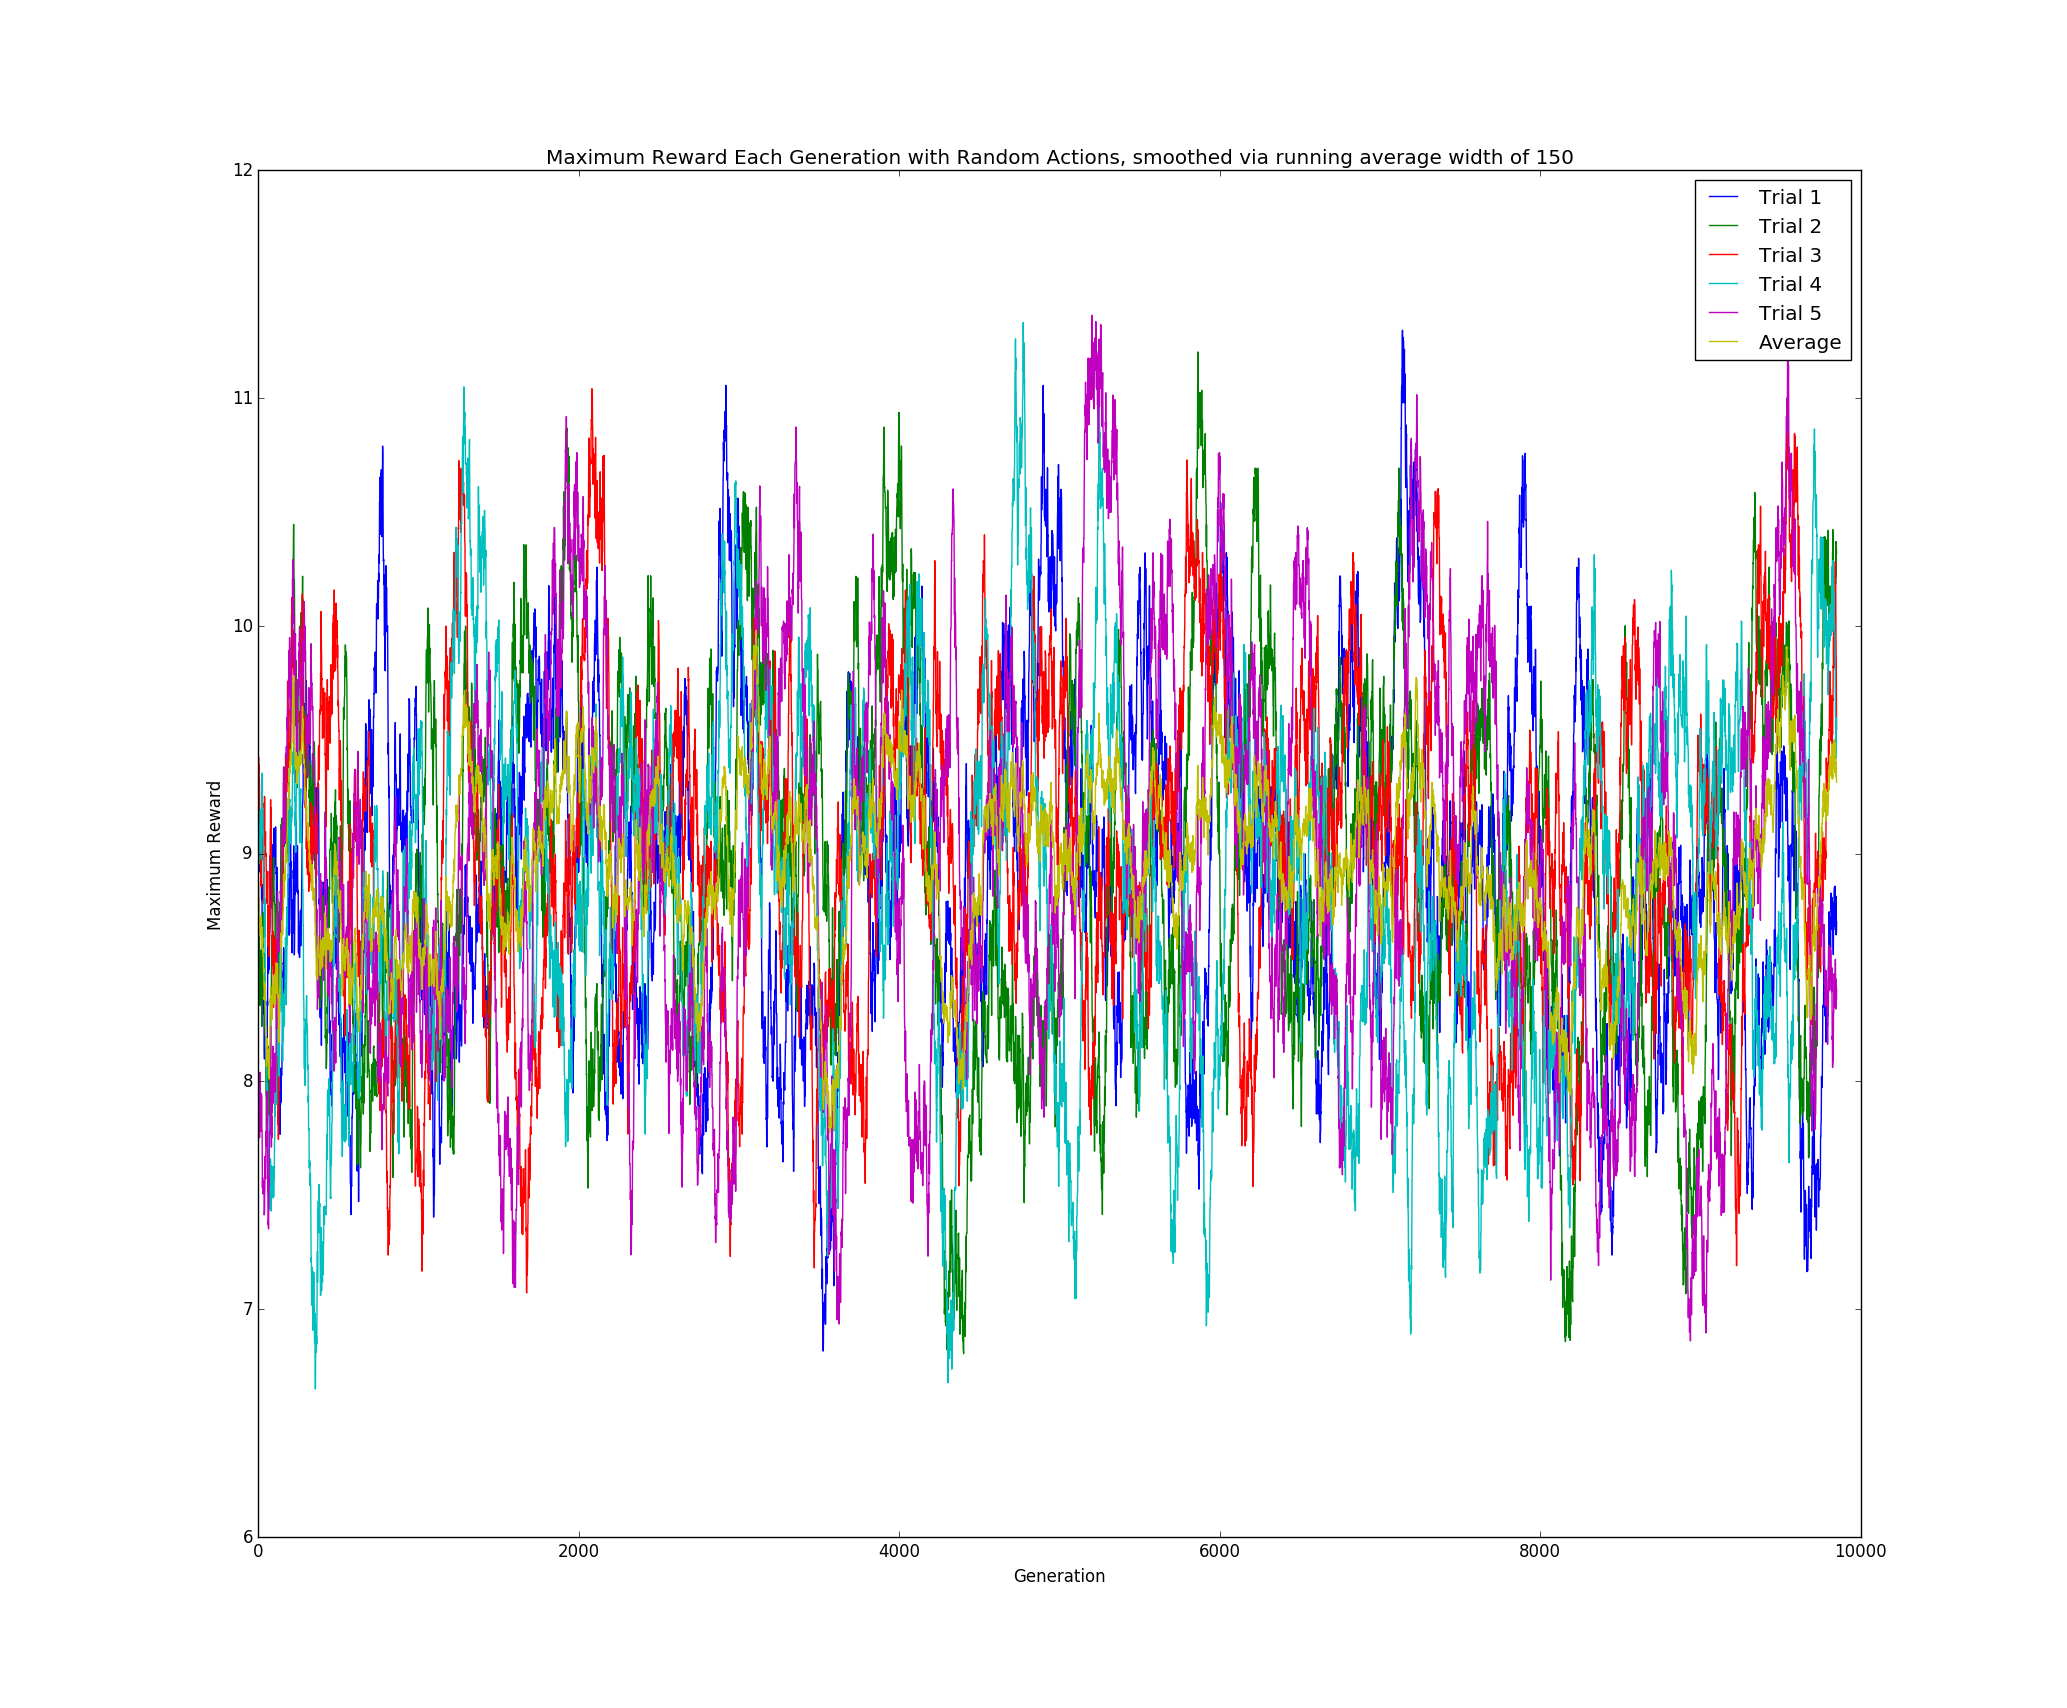 Maximum Reward Each Generation with Random Actions, smoothed via running average width of 150
12
11
10
9
8
7
6
Maximum Reward
Trial 1
Trial 2
Trial 3
Trial 4
Trial 5
Average
0 2000 4000 6000 8000 10000
Generation